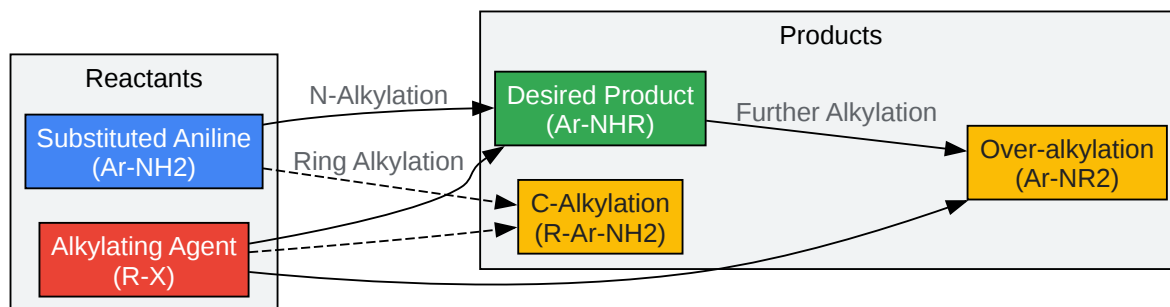 Products
Reactants
Desired Product
(Ar-NHR)
N-Alkylation
Further Alkylation
Substituted Aniline
(Ar-NH2)
Ring Alkylation
Over-alkylation
(Ar-NR2)
C-Alkylation
(R-Ar-NH2)
Alkylating Agent
(R-X)